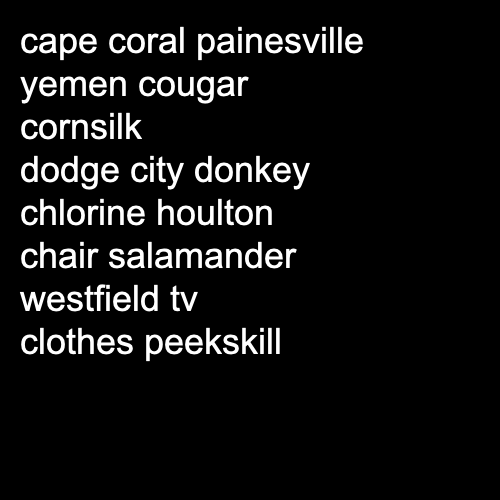 cape coral painesville
yemen cougar
cornsilk
dodge city donkey
chlorine houlton
chair salamander
westfield tv
clothes peekskill